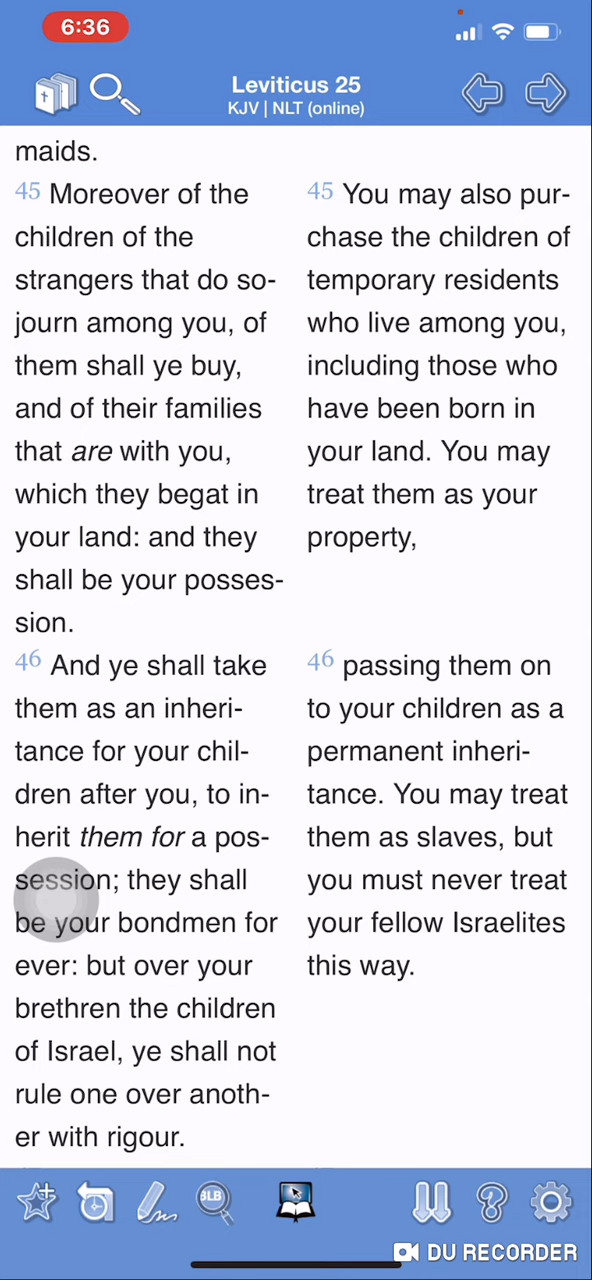 6:36
Leviticus 25
KJV | NLT (online)
maids.
45 Moreover of the
children of the
strangers that do so-
journ among you, of
them shall ye buy,
and of their families
that are with you,
which they begat in
your land: and they
shall be your posses-
sion.
46 And ye shall take
them as an inheri-
tance for your chil-
dren after you, to in-
herit them for a pos-
session; they shall
be your bondmen for
ever: but over your
brethren the children
of Israel, ye shall not
rule one over anoth-
er with rigour.
45 You may also pur-
chase the children of
temporary residents
who live among you,
including those who
have been born in
your land. You may
treat them as your
property,
46 passing them on
to your children as a
permanent inheri-
tance. You may treat
them as slaves, but
you must never treat
your fellow Israelites
this way.
BLB
DU RECORDER